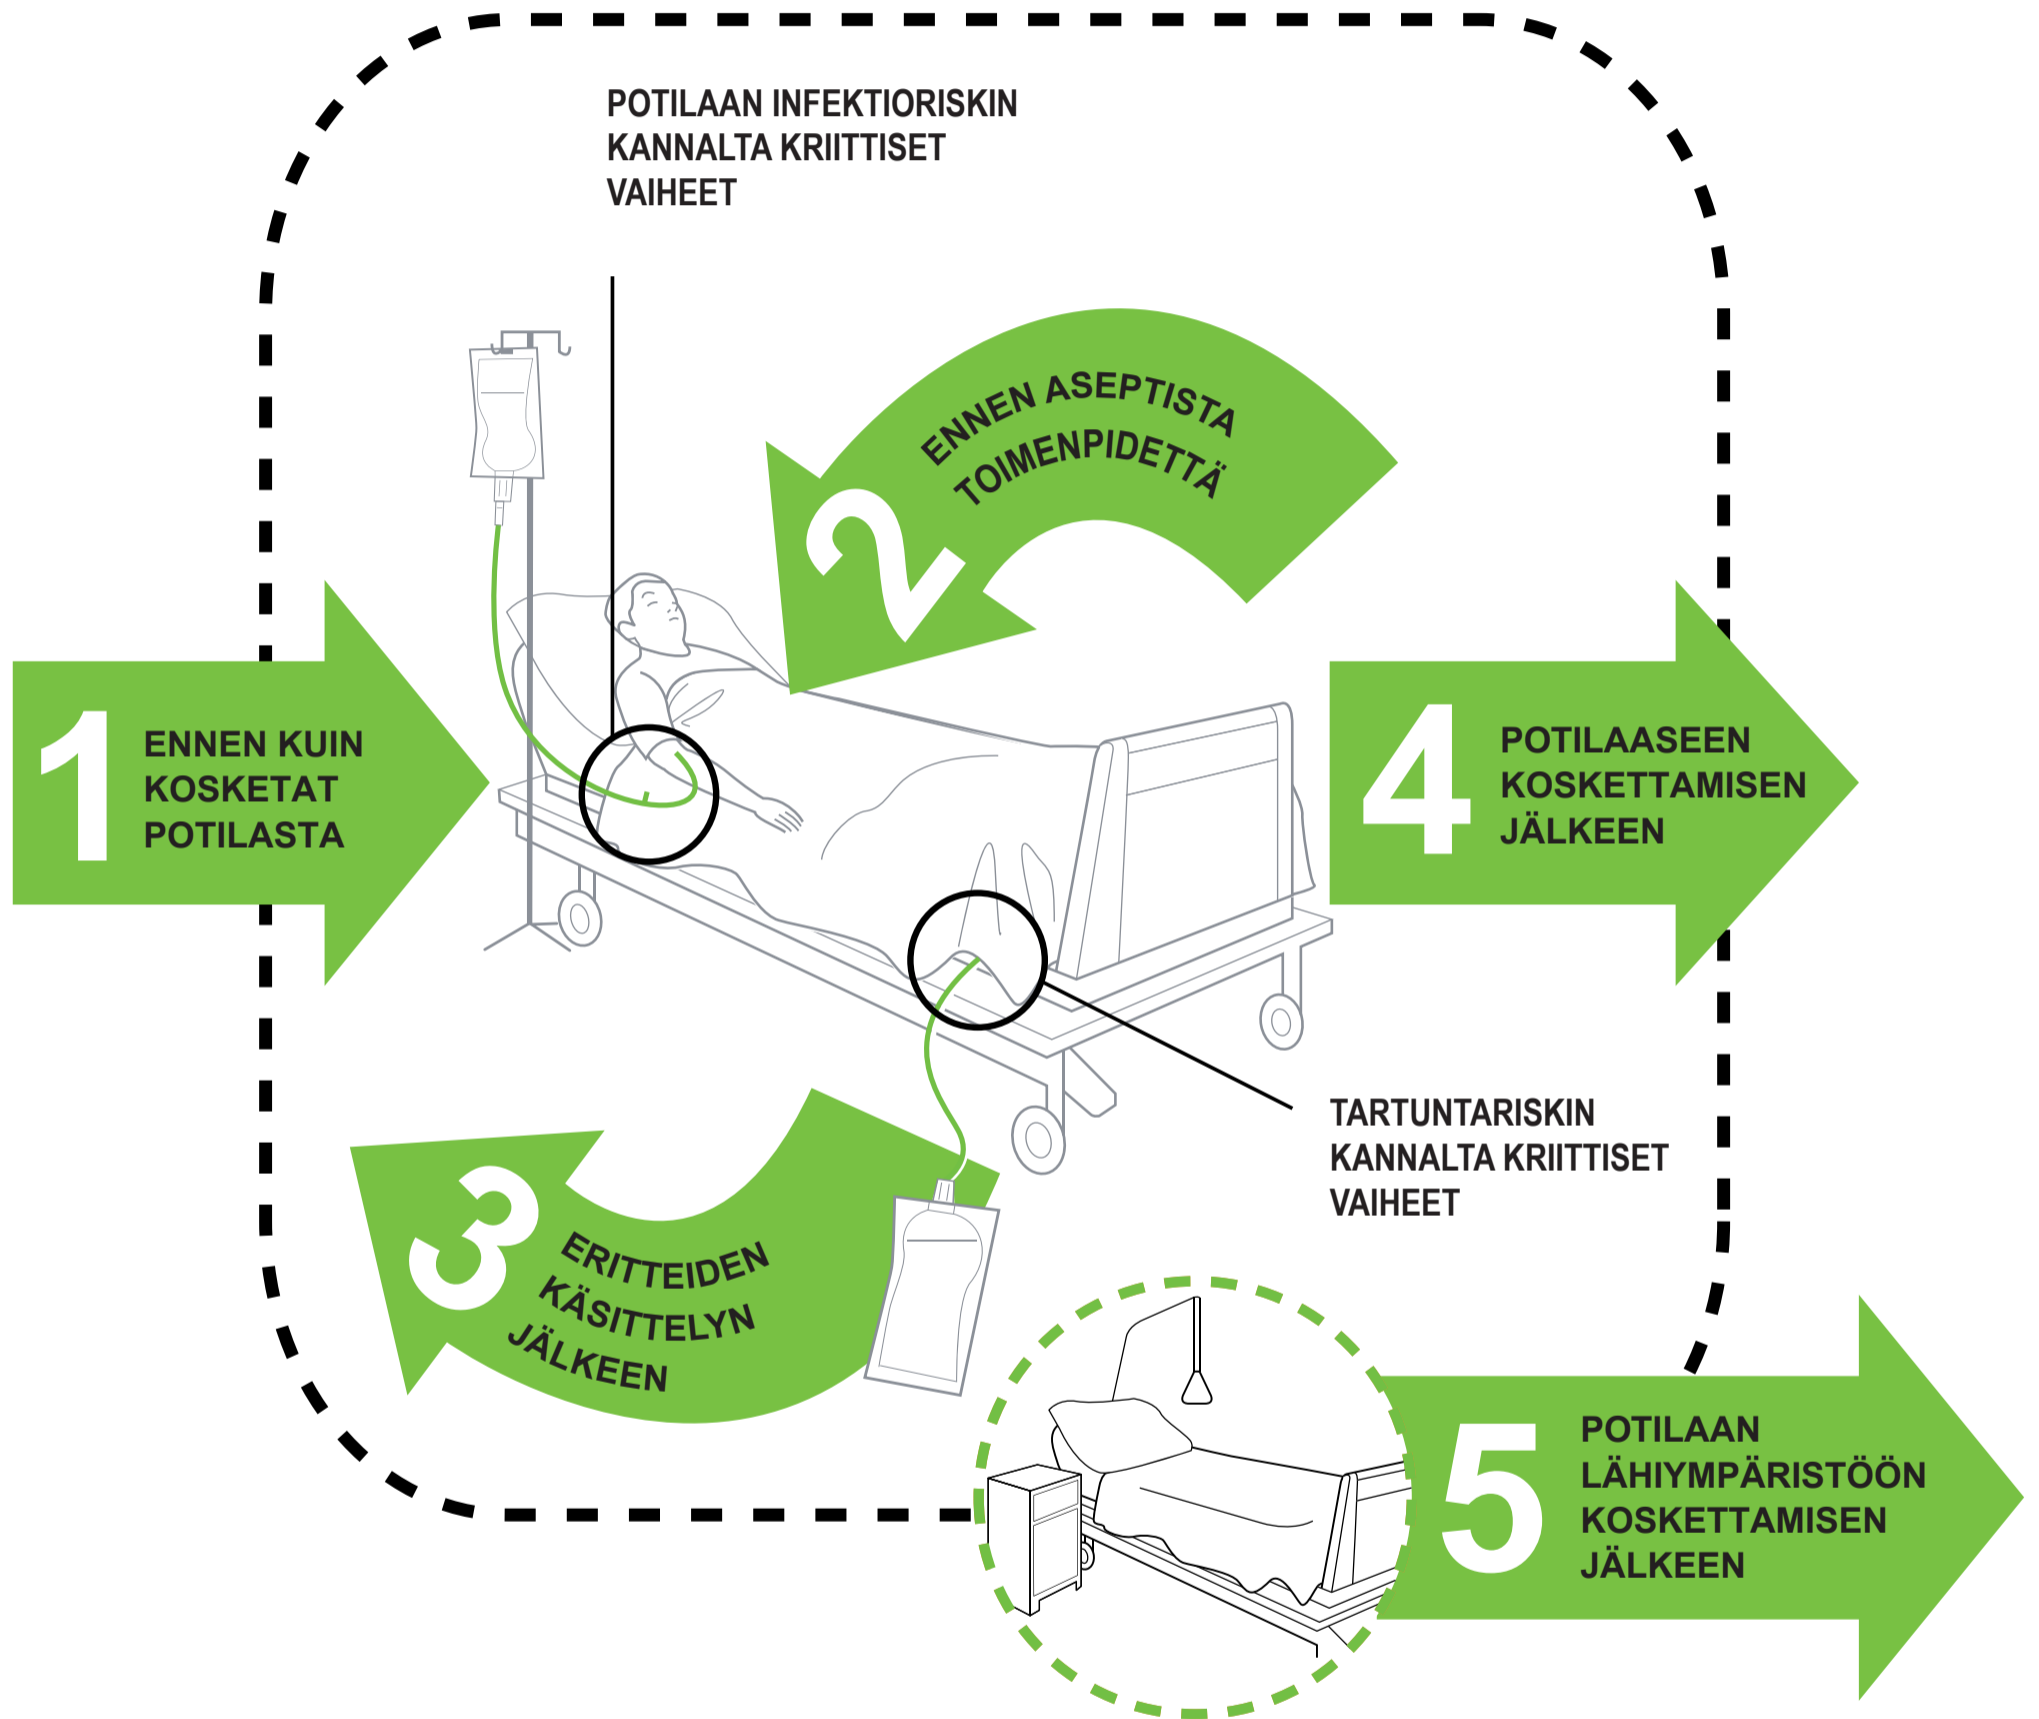 POTILAAN INFEKTIORISKIN
KANNALTA KRIITTISET
VAIHEET
1
ENNEN KUIN
KOSKETAT
POTILASTA
2
ENNEN ASEPTISTA
TOIMENPIDETTÄ
3
ERITTEIDEN
KÄSITTELYN
JÄLKEEN
4
POTILAASEEN
KOSKETTAMISEN
JÄLKEEN
TARTUNTARISKIN
KANNALTA KRIITTISET
VAIHEET
5
POTILAAN
LÄHIYMPÄRISTÖÖN
KOSKETTAMISEN
JÄLKEEN